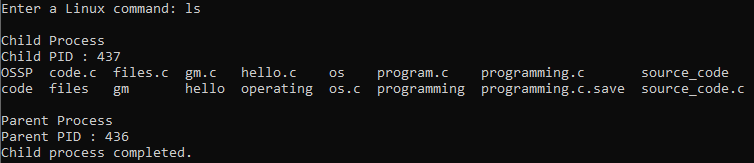 Enter a Linux command: ls
Child Process
Child PID : 437
OSSP code.c files.c gm.c hello.c os program.c programming.c source_code
code files gm hello operating os.c programming programming.c.save source_code.c
Parent Process
Parent PID : 436
Child process completed.